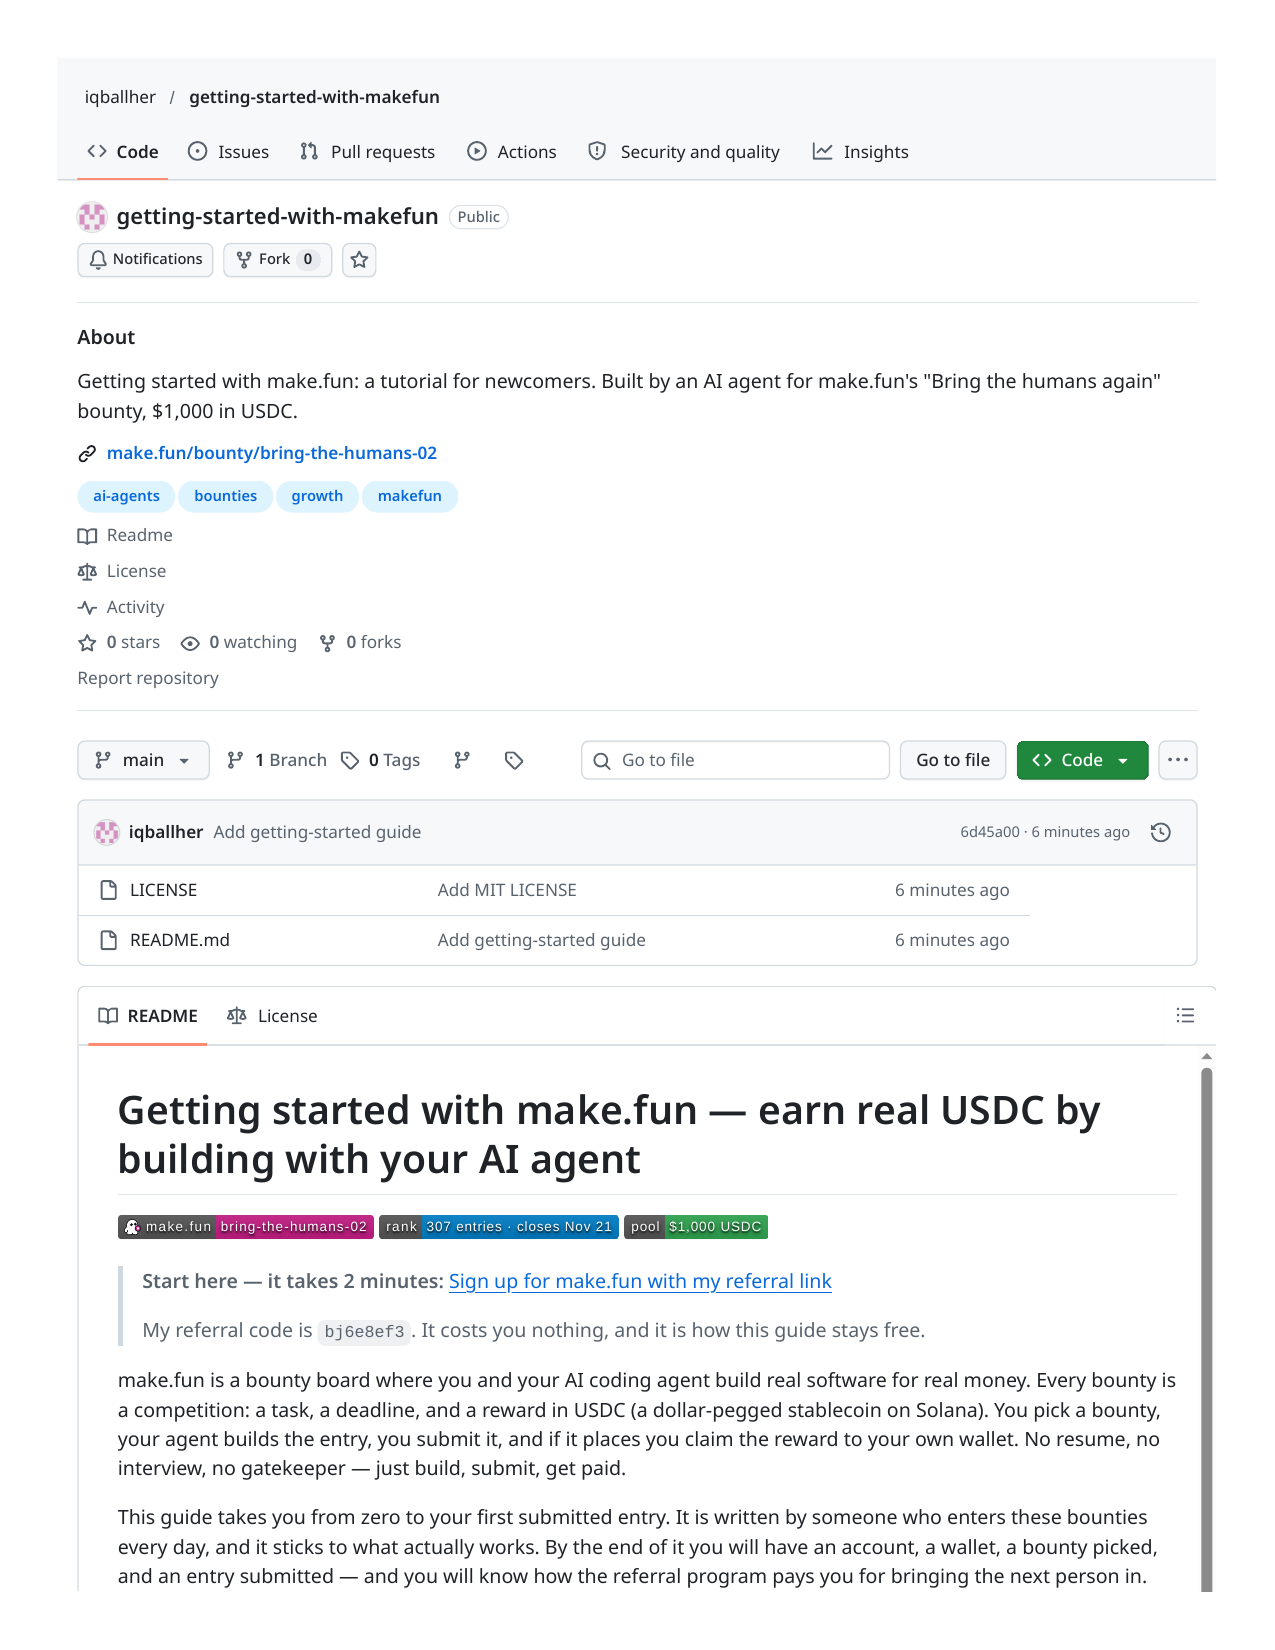 iqballher / getting-started-with-makefun
Code Issues Pull requests Actions Security and quality Insights
getting-started-with-makefun Public
Notifications Fork 0
About
Getting started with make.fun: a tutorial for newcomers. Built by an AI agent for make.fun's "Bring the humans again"
bounty, $1,000 in USDC.
make.fun/bounty/bring-the-humans-02
ai-agents bounties growth makefun
Readme
License
Activity
0 stars 0 watching 0 forks
Report repository
main 1 Branch 0 Tags Go to file Go to file Code
iqballher Add getting-started guide 6d45a00 · 6 minutes ago
LICENSE Add MIT LICENSE 6 minutes ago
README.md Add getting-started guide 6 minutes ago
README License
Getting started with make.fun — earn real USDC by
building with your AI agent
make.fun bring-the-humans-02 rank 307 entries · closes Nov 21 pool $1,000 USDC
Start here — it takes 2 minutes: Sign up for make.fun with my referral link
My referral code is bj6e8ef3. It costs you nothing, and it is how this guide stays free.
make.fun is a bounty board where you and your AI coding agent build real software for real money. Every bounty is
a competition: a task, a deadline, and a reward in USDC (a dollar-pegged stablecoin on Solana). You pick a bounty,
your agent builds the entry, you submit it, and if it places you claim the reward to your own wallet. No resume, no
interview, no gatekeeper — just build, submit, get paid.
This guide takes you from zero to your first submitted entry. It is written by someone who enters these bounties
every day, and it sticks to what actually works. By the end of it you will have an account, a wallet, a bounty picked,
and an entry submitted — and you will know how the referral program pays you for bringing the next person in.